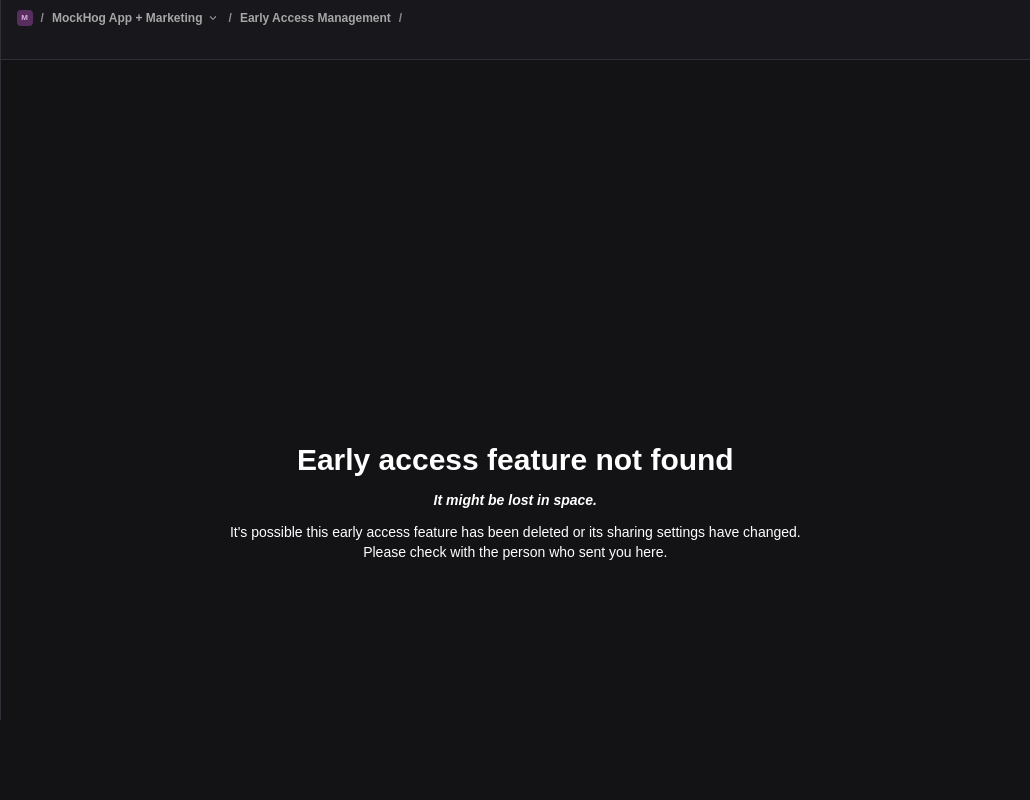 M / MockHog App + Marketing / Early Access Management /
Early access feature not found
It might be lost in space.
It's possible this early access feature has been deleted or its sharing settings have changed.
Please check with the person who sent you here.